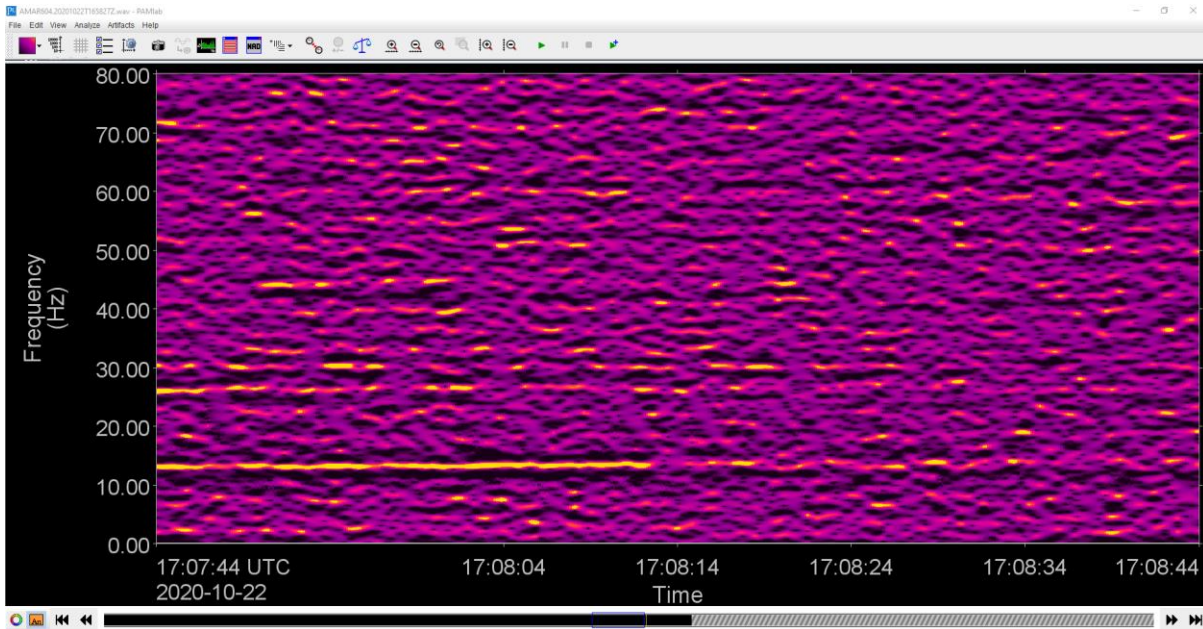 AMAR604.20201022T165827Z.wav - PAMlab
File Edit View Analyze Artifacts Help
NAD
80.00
70.00
60.00
50.00
40.00
30.00
20.00
10.00
0.00
Frequency
(Hz)
17:07:44 UTC 17:08:04 17:08:14 17:08:24 17:08:34 17:08:44
2020-10-22
Time